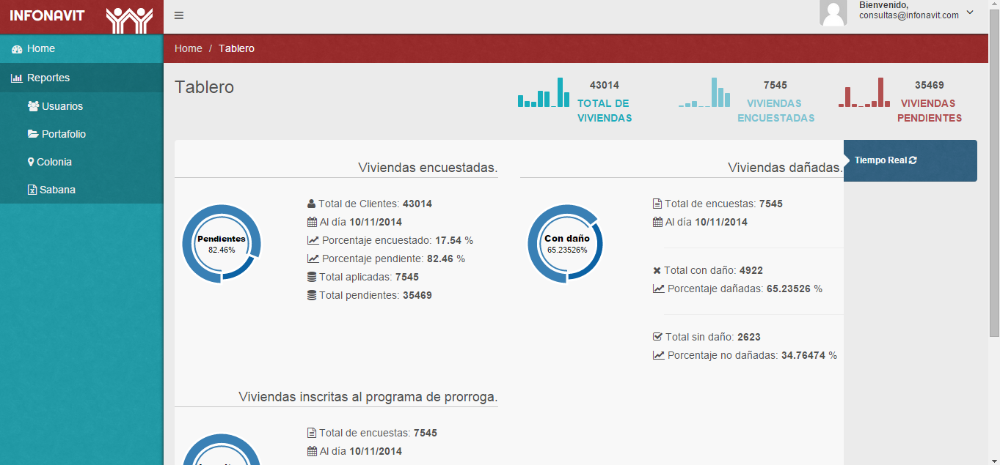 INFONAVIT
Bienvenido,
consultas@infonavit.com
Home
Reportes
Usuarios
Portafolio
Colonia
Sabana
Home / Tablero
Tablero
43014
TOTAL DE
VIVIENDAS
7545
VIVIENDAS
ENCUESTADAS
35469
VIVIENDAS
PENDIENTES
Tiempo Real
Viviendas encuestadas.
Pendientes
82.46%
Total de Clientes: 43014
Al día 10/11/2014
Porcentaje encuestado: 17.54 %
Porcentaje pendiente: 82.46 %
Total aplicadas: 7545
Total pendientes: 35469
Viviendas dañadas.
Con daño
65.23526%
Total de encuestas: 7545
Al día 10/11/2014
Total con daño: 4922
Porcentaje dañadas: 65.23526 %
Total sin daño: 2623
Porcentaje no dañadas: 34.76474 %
Viviendas inscritas al programa de prorroga.
Total de encuestas: 7545
Al día 10/11/2014